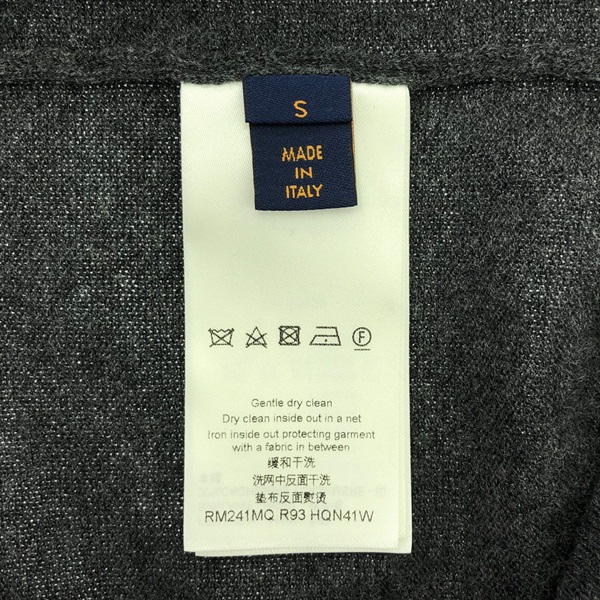 S
MADE
IN
ITALY
F
Gentle dry clean
Dry clean inside out in a net
Iron inside out protecting garment
with a fabric in between
缓和干洗
洗网中反面干洗
垫布反面熨烫
RM241MQ R93 HQN41W